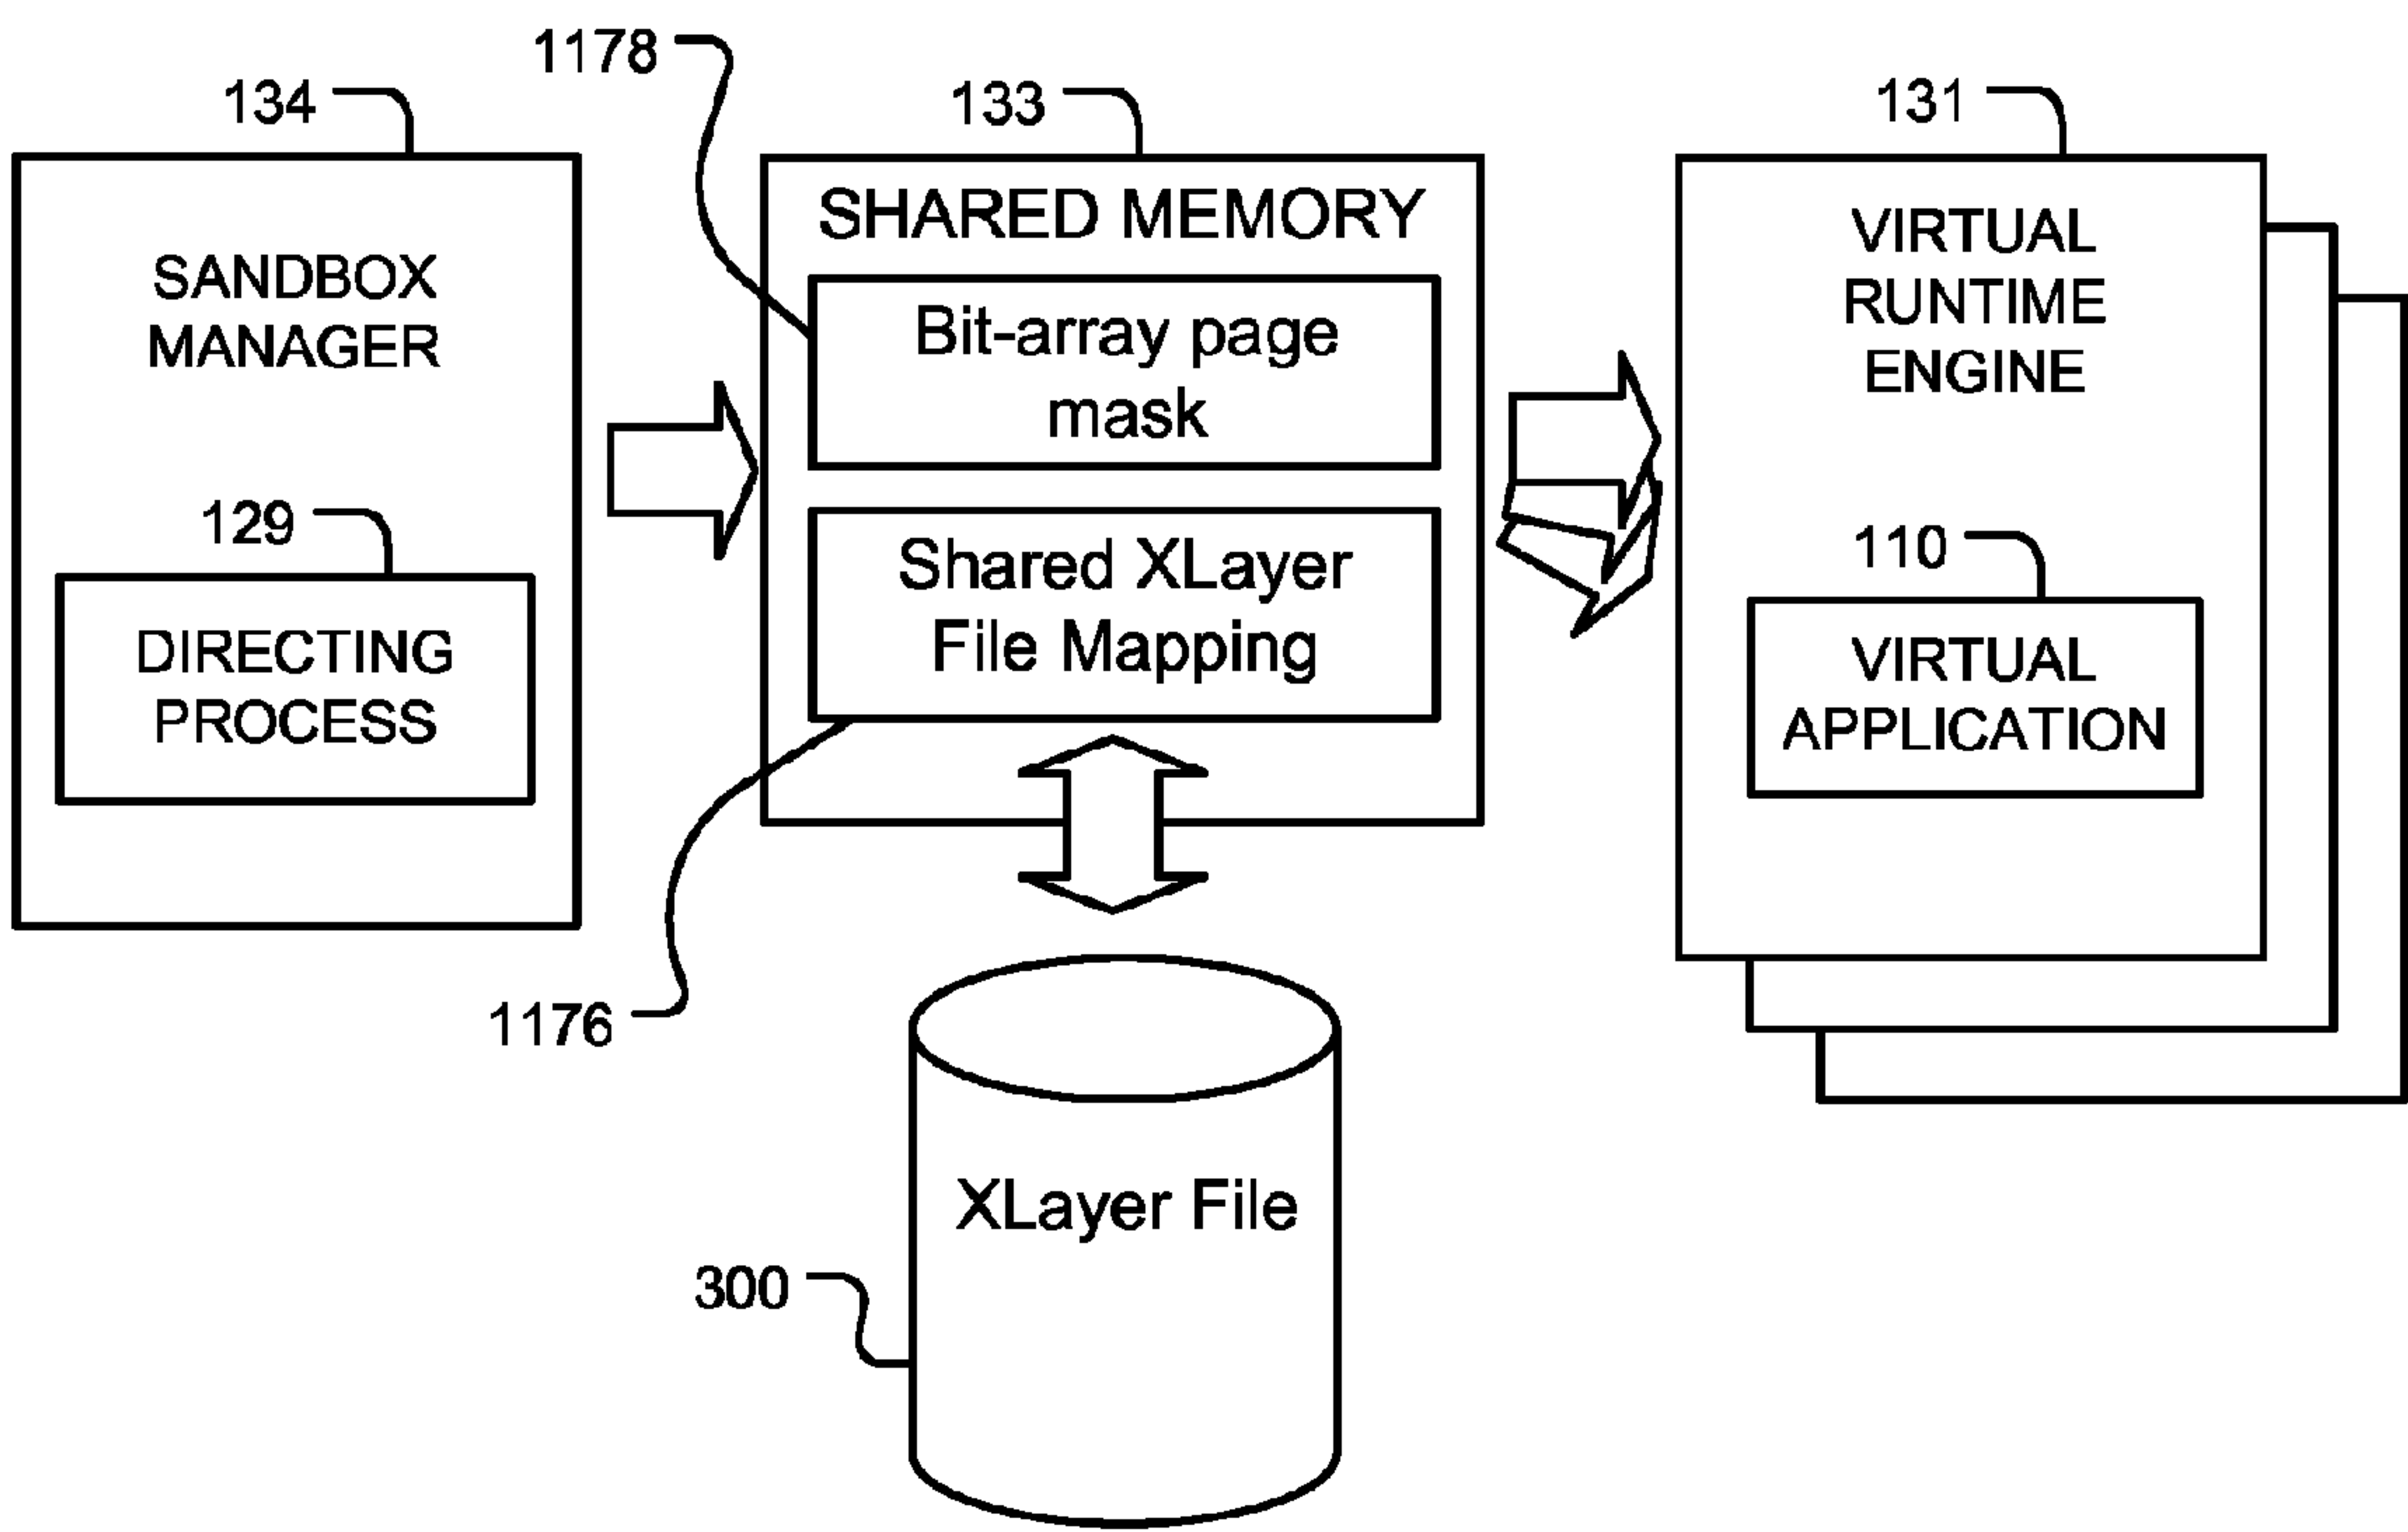 1178
134
133
131
SANDBOX
MANAGER
129
DIRECTING
PROCESS
SHARED MEMORY
Bit-array page
mask
Shared XLayer
File Mapping
1176
VIRTUAL
RUNTIME
ENGINE
110
VIRTUAL
APPLICATION
XLayer File
300